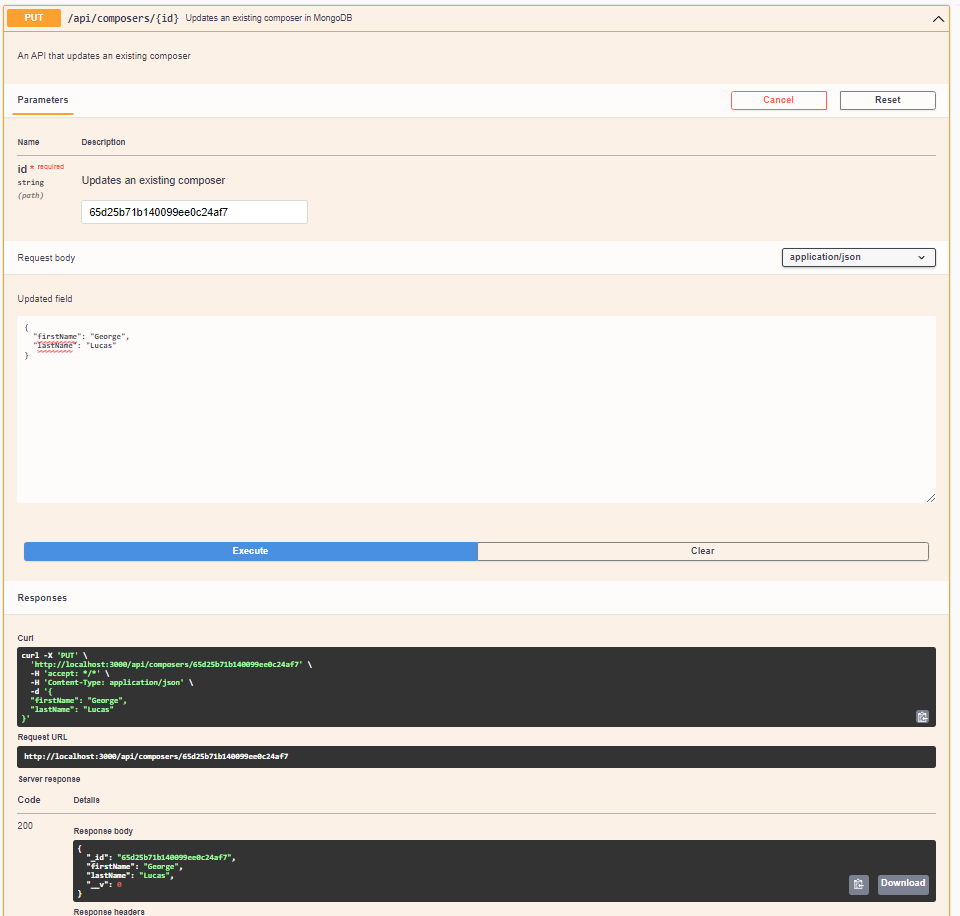 PUT /api/composers/{id} Updates an existing composer in MongoDB
An API that updates an existing composer
Parameters
Cancel
Reset
Name Description
id * required
string
(path)
Updates an existing composer
65d25b71b140099ee0c24af7
Request body
application/json
Updated field
{
"firstName": "George",
"lastName": "Lucas"
}
Execute
Clear
Responses
Curl
curl -X 'PUT' \
'http://localhost:3000/api/composers/65d25b71b140099ee0c24af7' \
-H 'accept: */*' \
-H 'Content-Type: application/json' \
-d '{
"firstName": "George",
"lastName": "Lucas"
}'
Request URL
http://localhost:3000/api/composers/65d25b71b140099ee0c24af7
Server response
Code Details
200
Response body
{
"_id": "65d25b71b140099ee0c24af7",
"firstName": "George",
"lastName": "Lucas",
"__v": 0
}
Download
Response headers